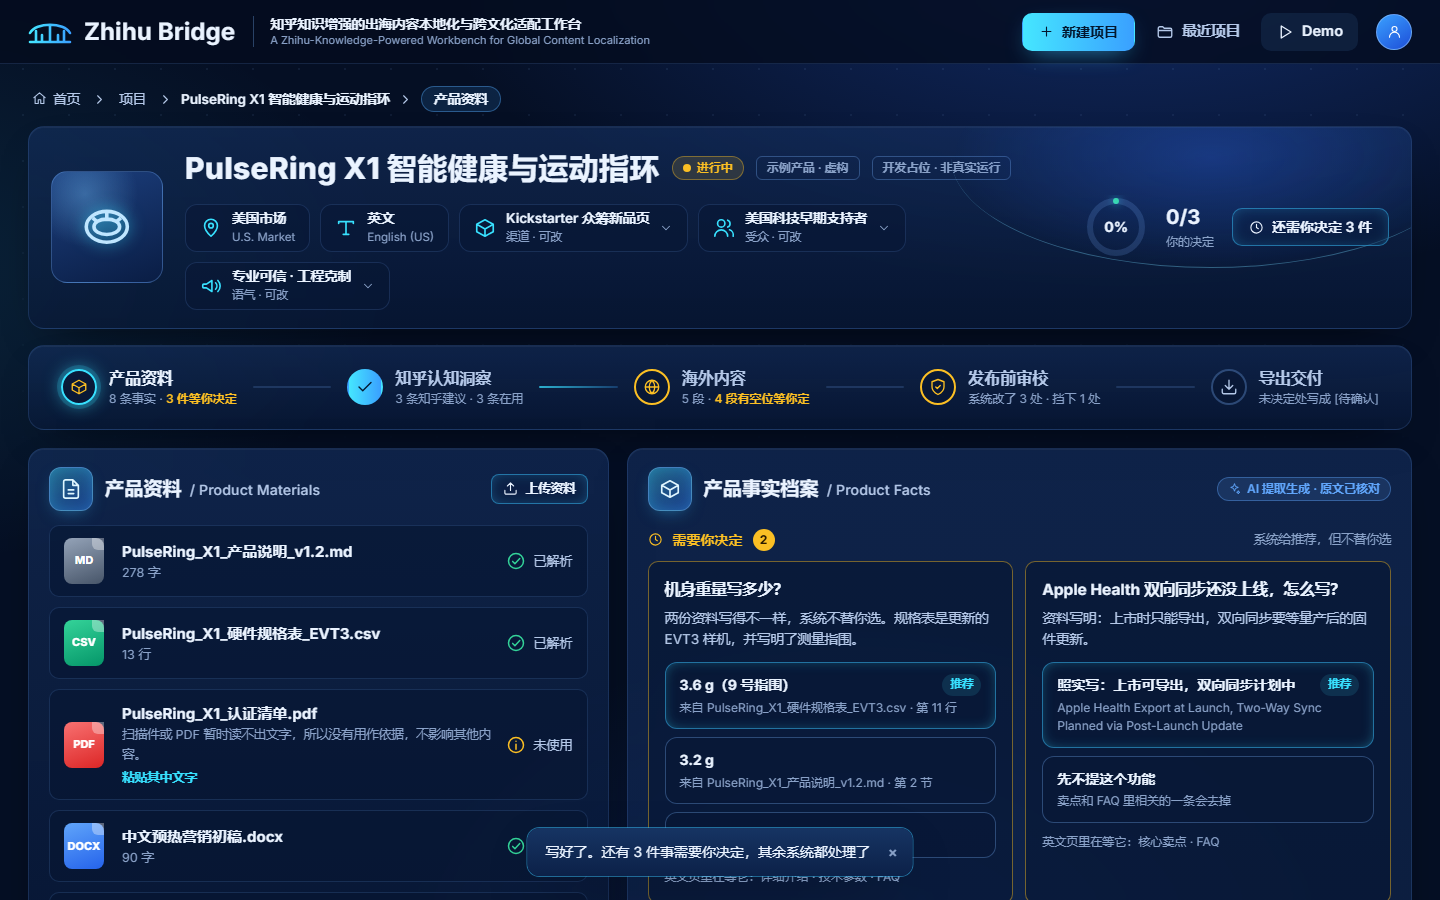 Zhihu Bridge
知乎知识增强的出海内容本地化与跨文化适配工作台
A Zhihu-Knowledge-Powered Workbench for Global Content Localization
新建项目
最近项目
Demo
首页
项目
PulseRing X1 智能健康与运动指环
产品资料
PulseRing X1 智能健康与运动指环
进行中
示例产品 · 虚构
开发占位 · 非真实运行
美国市场
U.S. Market
英文
English (US)
Kickstarter 众筹新品页
渠道 · 可改
美国科技早期支持者
受众 · 可改
专业可信 · 工程克制
语气 · 可改
0%
0/3
你的决定
还需你决定 3 件
产品资料
8 条事实 · 3 件等你决定
知乎认知洞察
3 条知乎建议 · 3 条在用
海外内容
5 段 · 4 段有空位等你定
发布前审校
系统改了 3 处 · 挡下 1 处
导出交付
未决定处写成 [待确认]
产品资料 / Product Materials
上传资料
MD
PulseRing_X1_产品说明_v1.2.md
278 字
已解析
CSV
PulseRing_X1_硬件规格表_EVT3.csv
13 行
已解析
PDF
PulseRing_X1_认证清单.pdf
扫描件或 PDF 暂时读不出文字，所以没有用作依据，不影响其他内
容。
粘贴其中文字
未使用
DOCX
中文预热营销初稿.docx
90 字
产品事实档案 / Product Facts
AI 提取生成 · 原文已核对
需要你决定 2
系统给推荐，但不替你选
机身重量写多少？
两份资料写得不一样，系统不替你选。规格表是更新的
EVT3 样机，并写明了测量指围。
3.6 g（9 号指围）
推荐
来自 PulseRing_X1_硬件规格表_EVT3.csv · 第 11 行
3.2 g
来自 PulseRing_X1_产品说明_v1.2.md · 第 2 节
英文页里在等它：详细介绍 · 技术参数 · FAQ
Apple Health 双向同步还没上线，怎么写？
资料写明：上市时只能导出，双向同步要等量产后的固
件更新。
照实写：上市可导出，双向同步计划中
推荐
Apple Health Export at Launch, Two-Way Sync
Planned via Post-Launch Update
先不提这个功能
卖点和 FAQ 里相关的一条会去掉
英文页里在等它：核心卖点 · FAQ
写好了。还有 3 件事需要你决定，其余系统都处理了
×